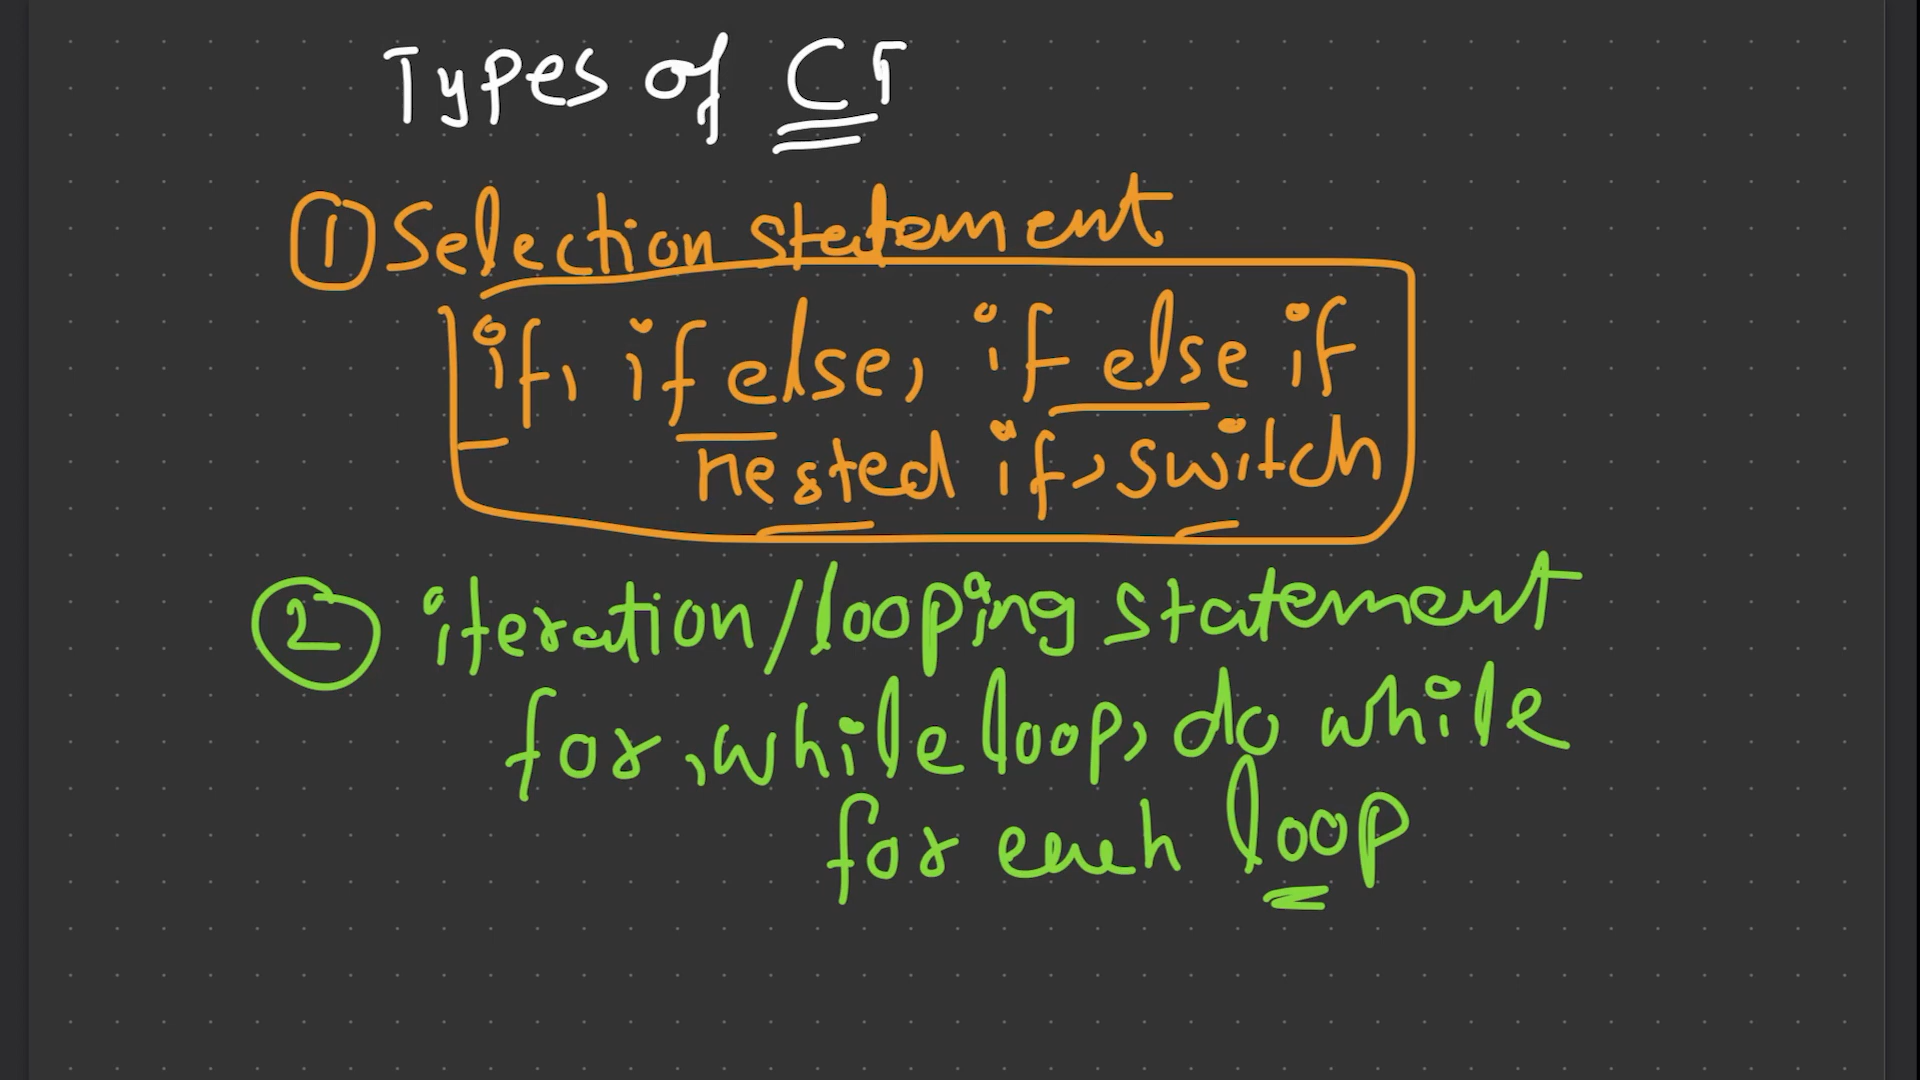 Types of CT
① Selection statement
if, if else, if else if
nested if, switch
② iteration/looping statement
for, while loop, do while
for each loop